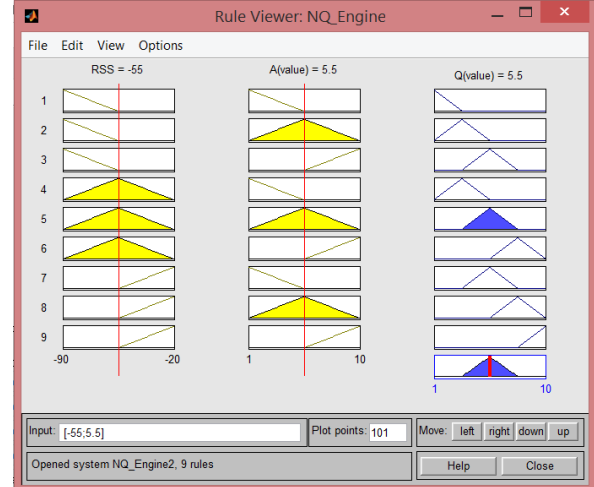 Rule Viewer: NQ_Engine
File Edit View Options
RSS = -55 A(value) = 5.5 Q(value) = 5.5
1
2
3
4
5
6
7
8
9
-90 -20 1 10
1 10
Input: [-55;5.5] Plot points: 101 Move: left right down up
Opened system NQ_Engine2, 9 rules Help Close